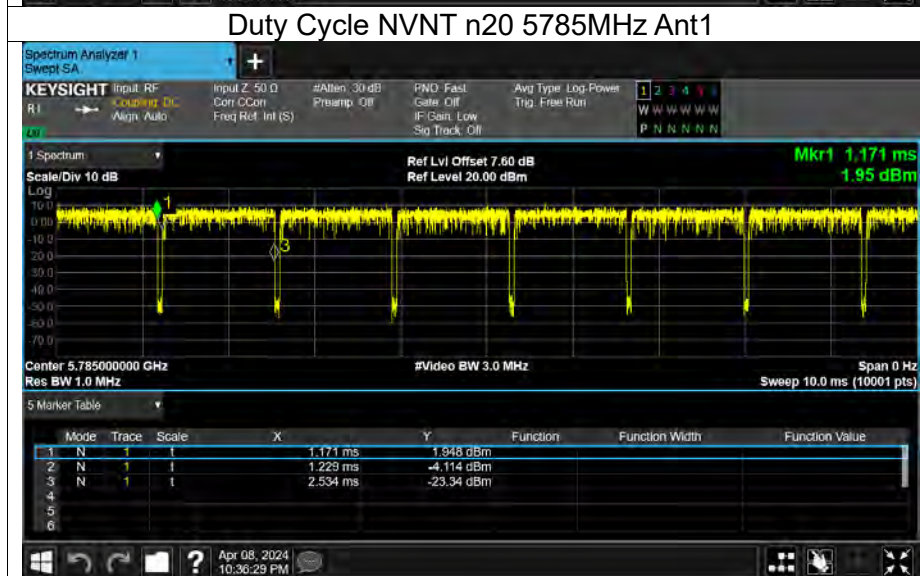 Duty Cycle NVNT n20 5785MHz Ant1
Spectrum Analyzer 1
Swept SA
+
KEYSIGHT Input: RF Input Z: 50 Ω #Atten: 30 dB PNO: Fast Avg Type: Log-Power 1 2 3 4 5 6
Coupling: DC Corr CCorr Preamp: Off Gate: Off Trig: Free Run W W W W W W
Align: Auto Freq Ref: Int (S) IF Gain: Low
Sig Track: Off P N N N N N
1 Spectrum Ref Lvl Offset 7.60 dB Mkr1 1.171 ms
Scale/Div 10 dB Ref Level 20.00 dBm 1.95 dBm
Log
10.0
0.00
-10.0
-20.0
-30.0
-40.0
-50.0
-60.0
-70.0
1
3
Center 5.785000000 GHz #Video BW 3.0 MHz Span 0 Hz
Res BW 1.0 MHz Sweep 10.0 ms (10001 pts)
5 Marker Table
Mode Trace Scale X Y Function Function Width Function Value
1 N 1 t 1.171 ms 1.948 dBm
2 N 1 t 1.229 ms -4.114 dBm
3 N 1 t 2.534 ms -23.34 dBm
4
5
6
? Apr 08, 2024
10:36:29 PM